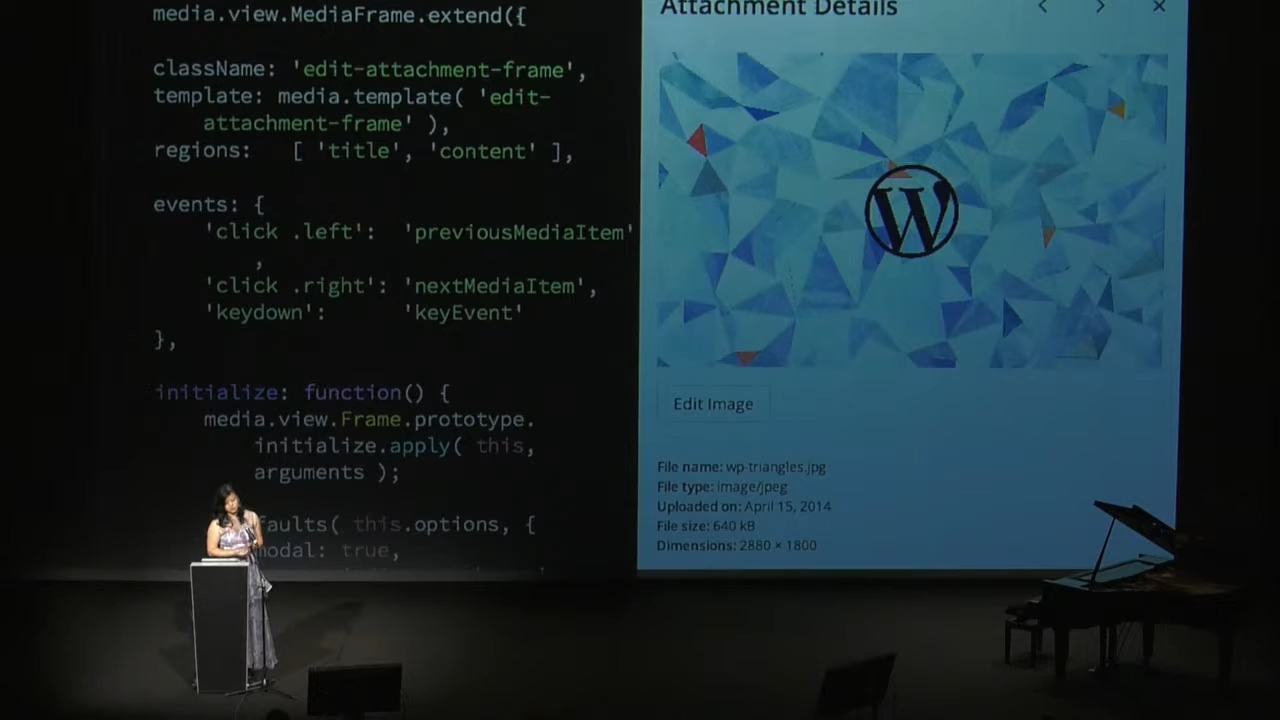 media.view.MediaFrame.extend({
className: 'edit-attachment-frame',
template: media.template( 'edit-
attachment-frame' ),
regions: [ 'title', 'content' ],
events: {
'click .left': 'previousMediaItem'
,
'click .right': 'nextMediaItem',
'keydown': 'keyEvent'
},
initialize: function() {
media.view.Frame.prototype.
initialize.apply( this,
arguments );
faults( this.options, {
modal: true,
Attachment Details
W
Edit Image
File name: wp-triangles.jpg
File type: image/jpeg
Uploaded on: April 15, 2014
File size: 640 kB
Dimensions: 2880 × 1800